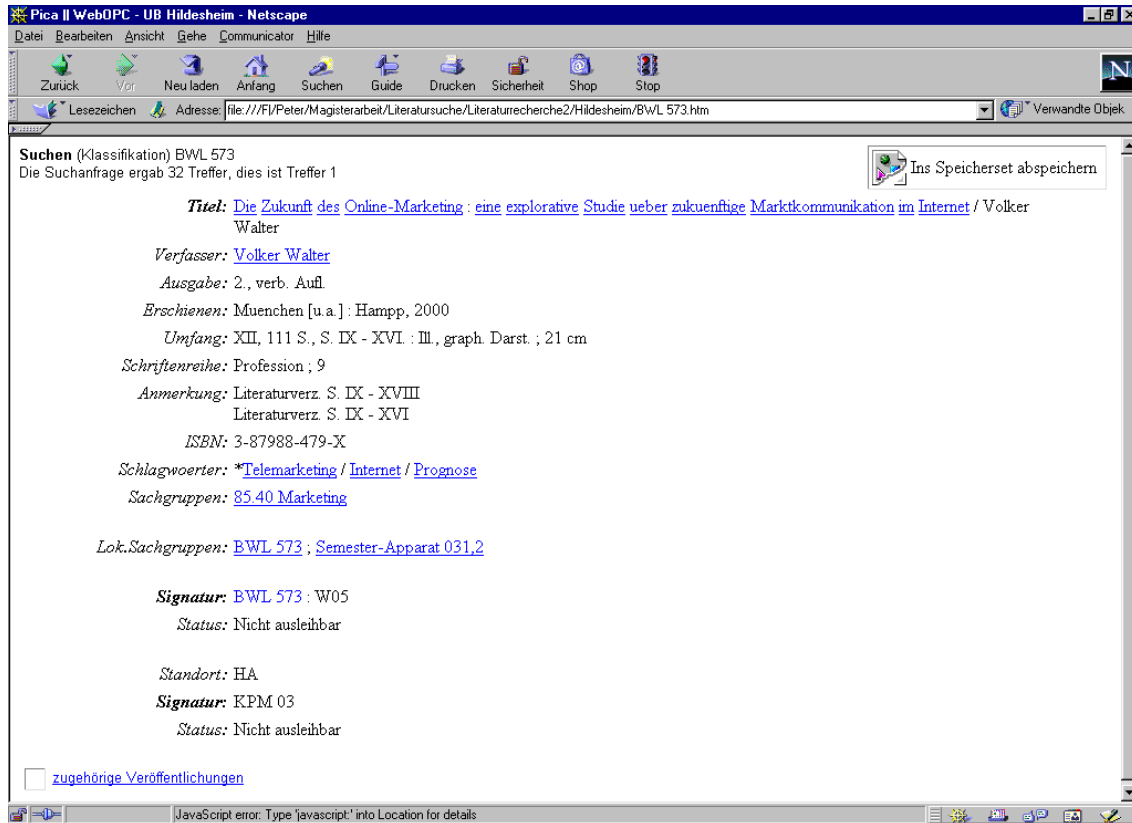 Pica || WebOPC - UB Hildesheim - Netscape
Datei Bearbeiten Ansicht Gehe Communicator Hilfe
Zurück Vor Neu laden Anfang Suchen Guide Drucken Sicherheit Shop Stop
N
Lesezeichen Adresse: file:///F|/Peter/Magisterarbeit/Literatursuche/Literaturrecherche2/Hildesheim/BWL 573.htm Verwandte Objek
Suchen (Klassifikation) BWL 573
Die Suchanfrage ergab 32 Treffer, dies ist Treffer 1
Ins Speicherset abspeichern
Titel: Die Zukunft des Online-Marketing : eine explorative Studie ueber zukuenftige Marktkommunikation im Internet / Volker
Walter
Verfasser: Volker Walter
Ausgabe: 2., verb. Aufl.
Erschienen: Muenchen [u.a.] : Hampp, 2000
Umfang: XII, 111 S., S. IX - XVI. : Ill., graph. Darst. ; 21 cm
Schriftenreihe: Profession ; 9
Anmerkung: Literaturverz. S. IX - XVIII
Literaturverz. S. IX - XVI
ISBN: 3-87988-479-X
Schlagwoerter: *Telemarketing / Internet / Prognose
Sachgruppen: 85.40 Marketing
Lok.Sachgruppen: BWL 573 ; Semester-Apparat 031,2
Signatur: BWL 573 : W05
Status: Nicht ausleihbar
Standort: HA
Signatur: KPM 03
Status: Nicht ausleihbar
zugehörige Veröffentlichungen
JavaScript error: Type 'javascript:' into Location for details